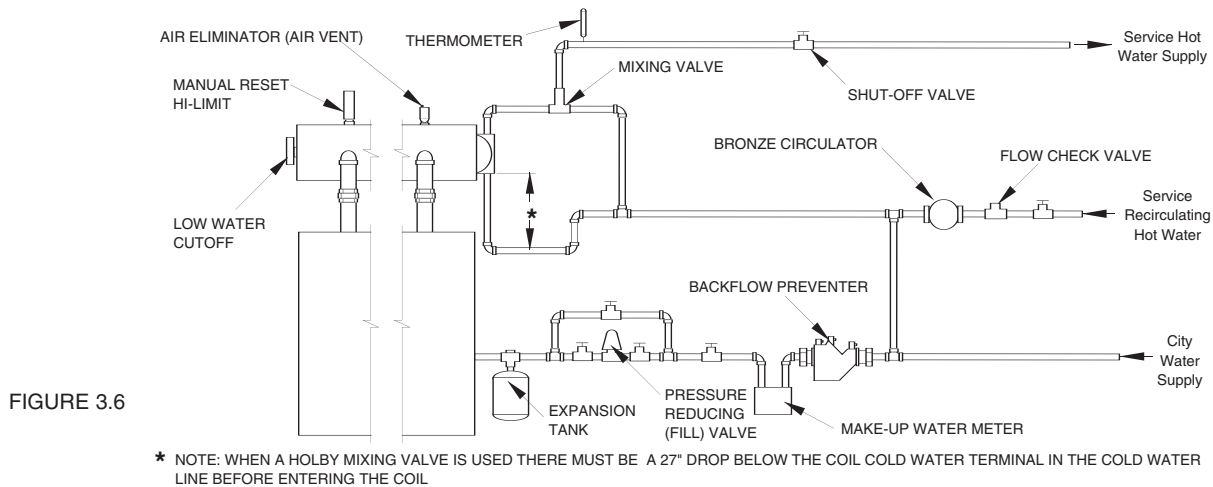 AIR ELIMINATOR (AIR VENT)
THERMOMETER
Service Hot
Water Supply
MIXING VALVE
MANUAL RESET
HI-LIMIT
SHUT-OFF VALVE
BRONZE CIRCULATOR
FLOW CHECK VALVE
LOW WATER
CUTOFF
*
Service
Recirculating
Hot Water
BACKFLOW PREVENTER
City
Water
Supply
FIGURE 3.6
EXPANSION
TANK
PRESSURE
REDUCING
(FILL) VALVE
MAKE-UP WATER METER
* NOTE: WHEN A HOLBY MIXING VALVE IS USED THERE MUST BE A 27" DROP BELOW THE COIL COLD WATER TERMINAL IN THE COLD WATER
LINE BEFORE ENTERING THE COIL